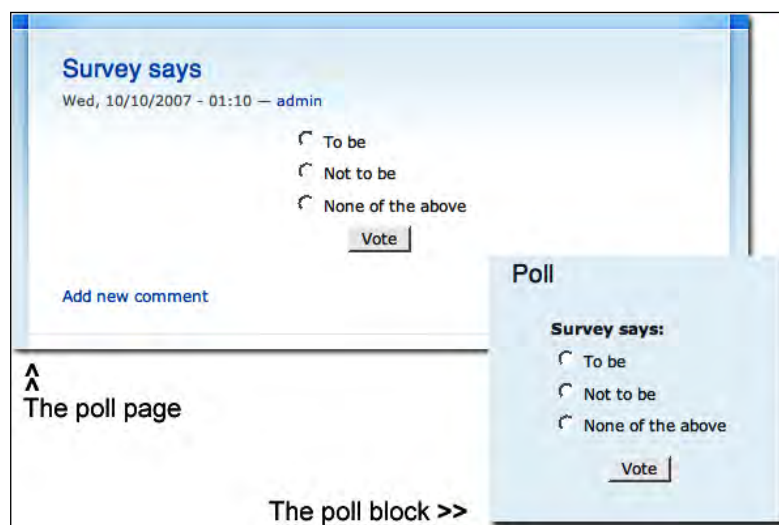 Survey says
Wed, 10/10/2007 - 01:10 — admin
To be
Not to be
None of the above
Vote
Add new comment
Poll
Survey says:
To be
Not to be
None of the above
Vote
^
^
The poll page
The poll block >>